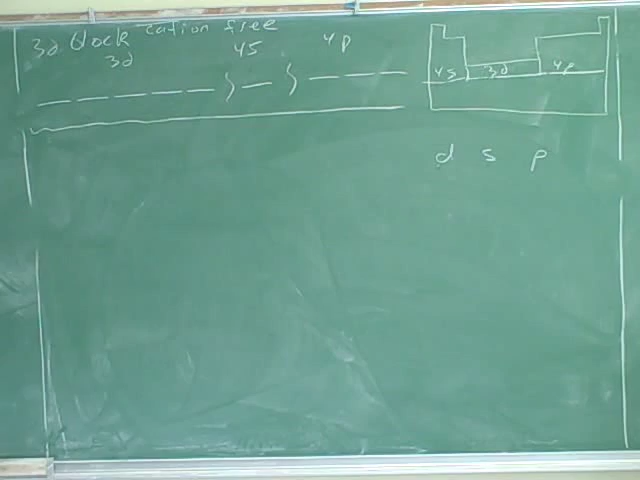 3d block cation free
3d 4s 4p
4s 3d 4p
d s p